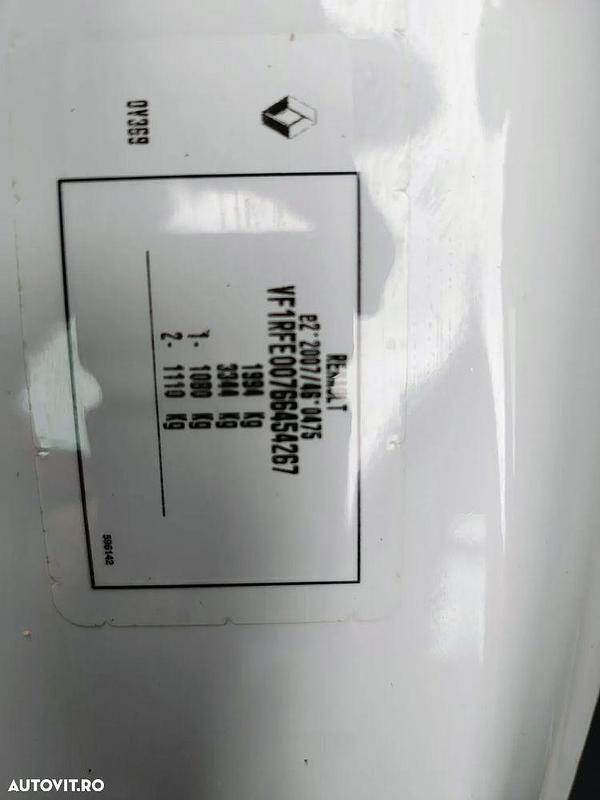 RENAULT
e2*2007/46*0475
VF1RFE00766454267
1994 Kg
3344 Kg
1- 1080 Kg
2- 1110 Kg
596142
OY369
AUTOVIT.RO